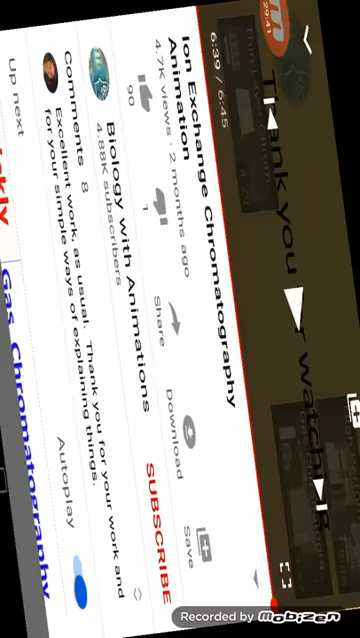 29:41
Thank you for watching
6:39 / 6:45
Ion Exchange Chromatography
Animation
4.7K views · 2 months ago
90
1
Share
Download
Save
Biology with Animations
4.88K subscribers
SUBSCRIBE
Comments 8
Excellent work, as usual. Thank you for your work and
for your simple ways of explaining things.
Up next
Autoplay
Gas Chromatography
Recorded by mobizen